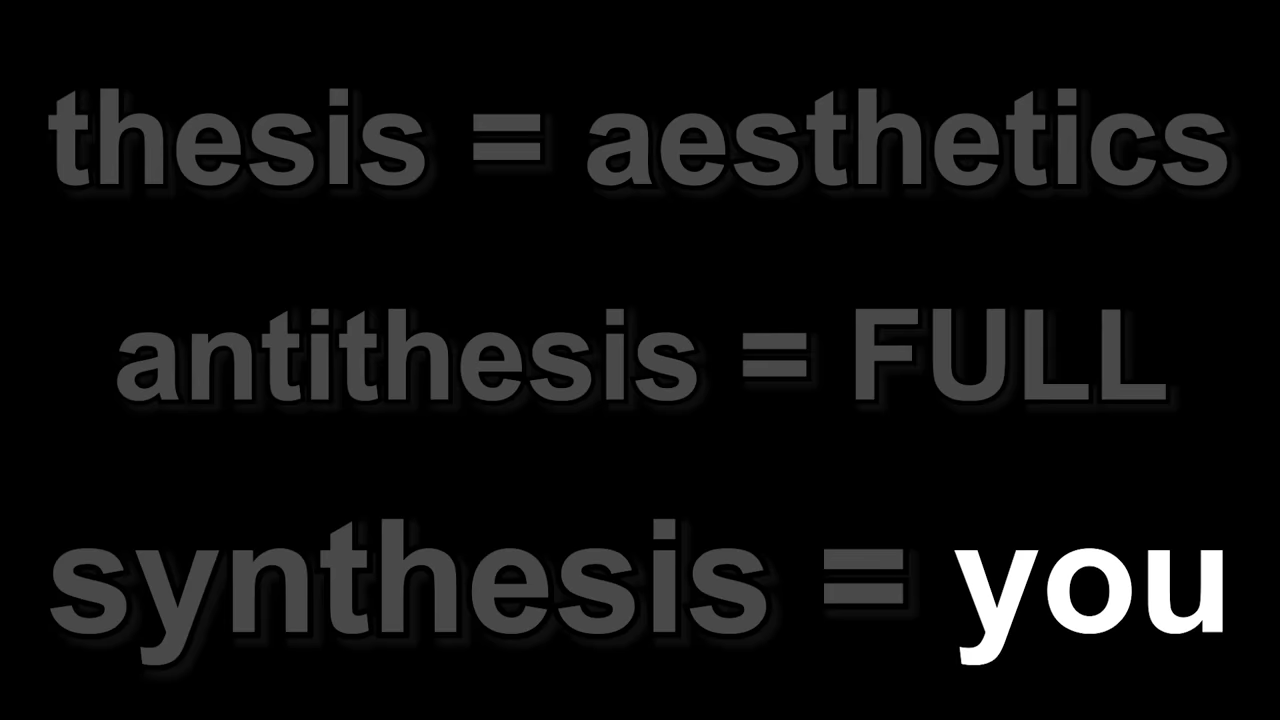 thesis = aesthetics
antithesis = FULL
synthesis = you